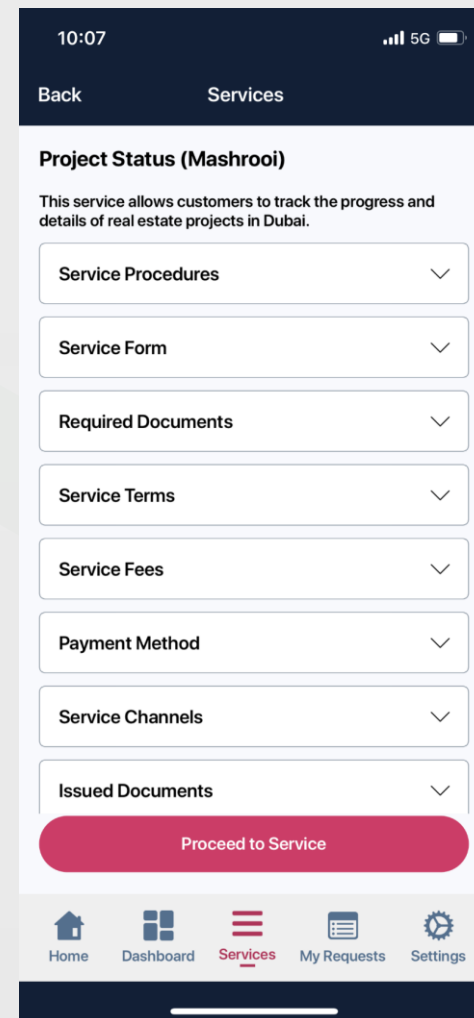 10:07
5G
Back
Services
Project Status (Mashrooi)
This service allows customers to track the progress and
details of real estate projects in Dubai.
Service Procedures
Service Form
Required Documents
Service Terms
Service Fees
Payment Method
Service Channels
Issued Documents
Proceed to Service
Home
Dashboard
Services
My Requests
Settings